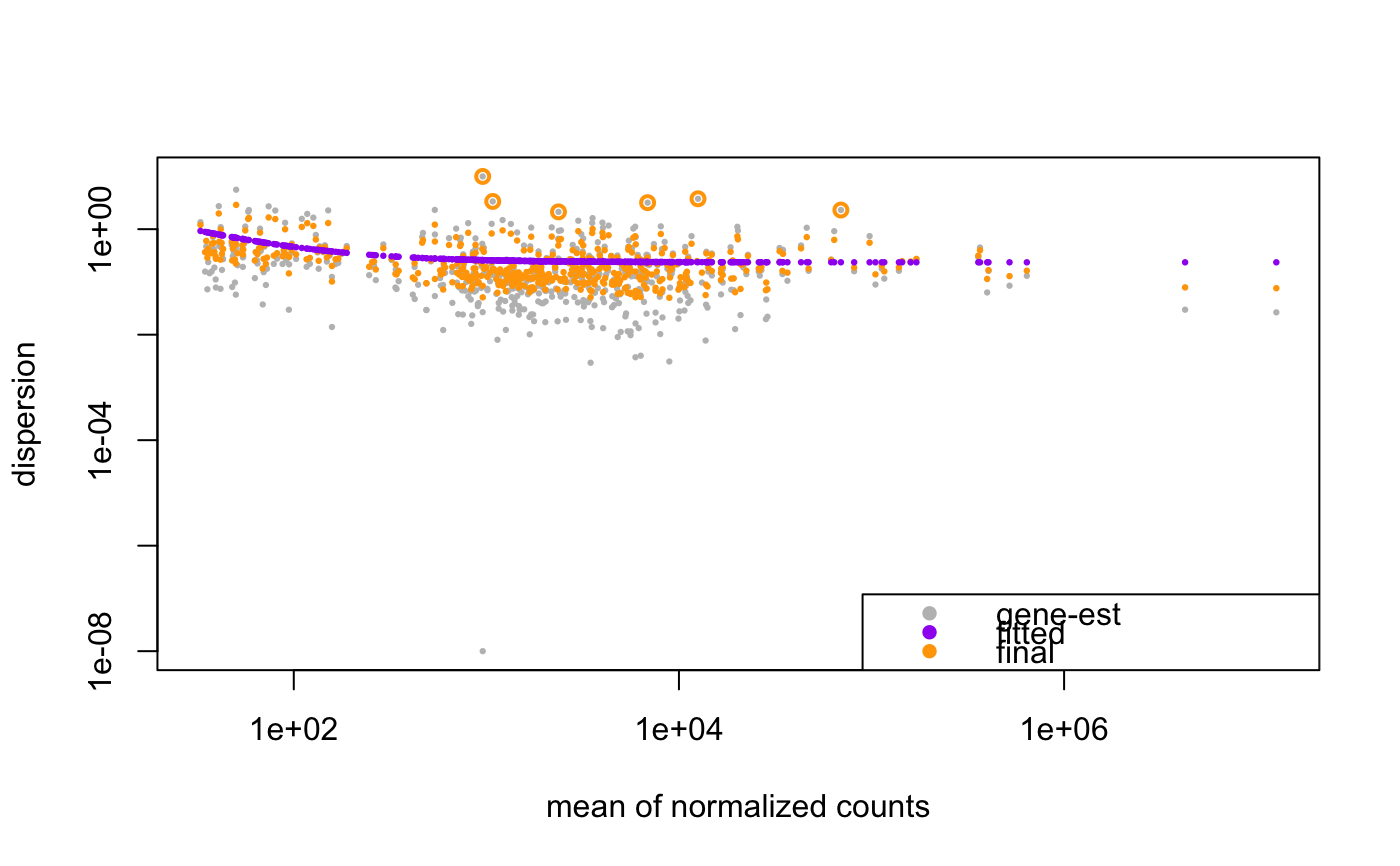 dispersion
1e+00
1e-04
1e-08
1e+02
1e+04
1e+06
mean of normalized counts
gene-est
fitted
final